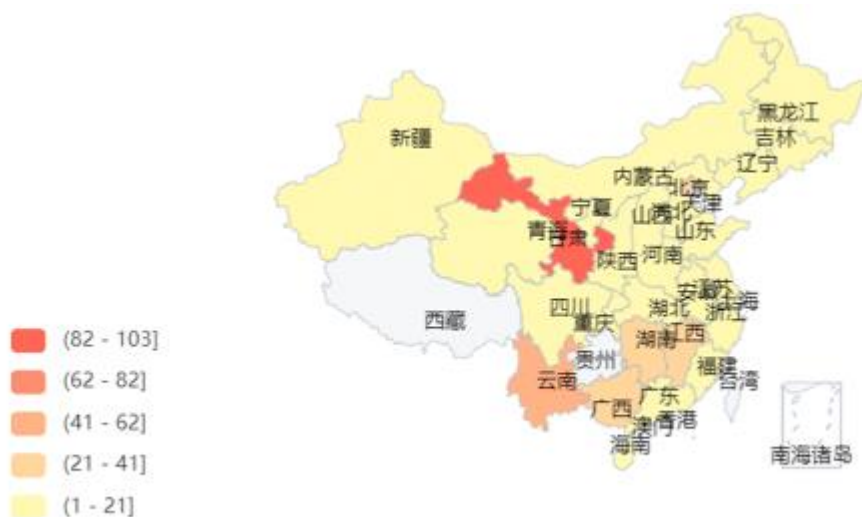 黑龙江
吉林
新疆
辽宁
内蒙古
北京
天津
宁夏
山西
河北
山东
青海
甘肃
陕西
河南
江苏
安徽
上海
四川
湖北
浙江
重庆
西藏
湖南
江西
贵州
福建
云南
台湾
广东
广西
香港
澳门
海南
南海诸岛
(82 - 103]
(62 - 82]
(41 - 62]
(21 - 41]
(1 - 21]